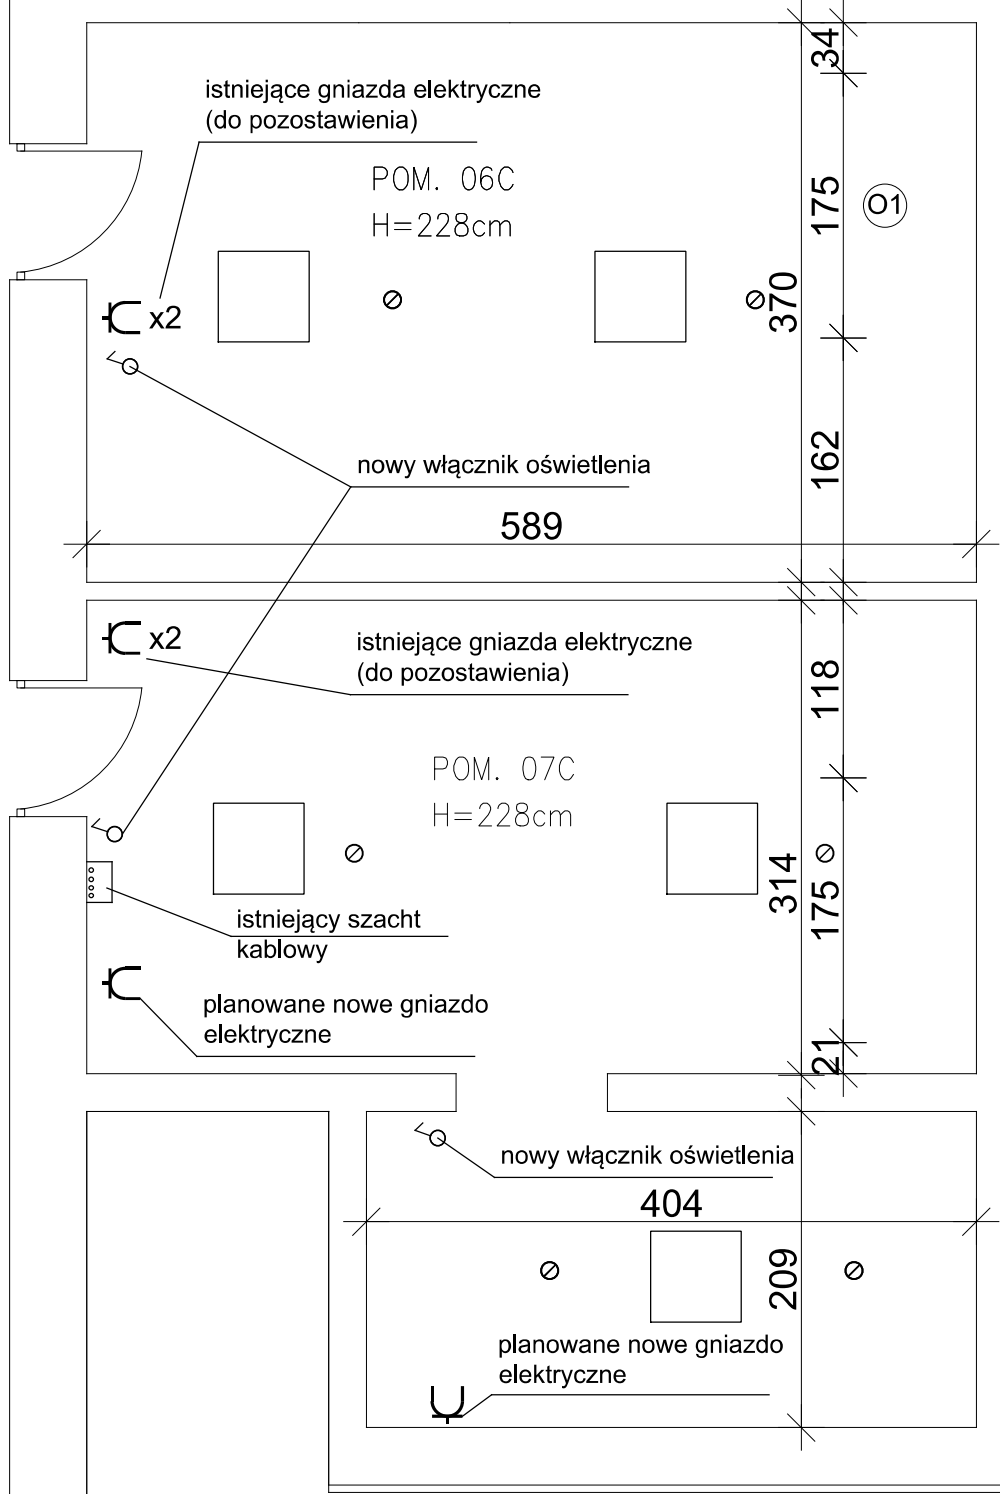 34
istniejące gniazda elektryczne
(do pozostawienia)
POM. 06C
H=228cm
175
O1
370
x2
162
nowy włącznik oświetlenia
589
x2
istniejące gniazda elektryczne
(do pozostawienia)
118
POM. 07C
H=228cm
314
175
istniejący szacht
kablowy
planowane nowe gniazdo
elektryczne
21
nowy włącznik oświetlenia
404
209
planowane nowe gniazdo
elektryczne